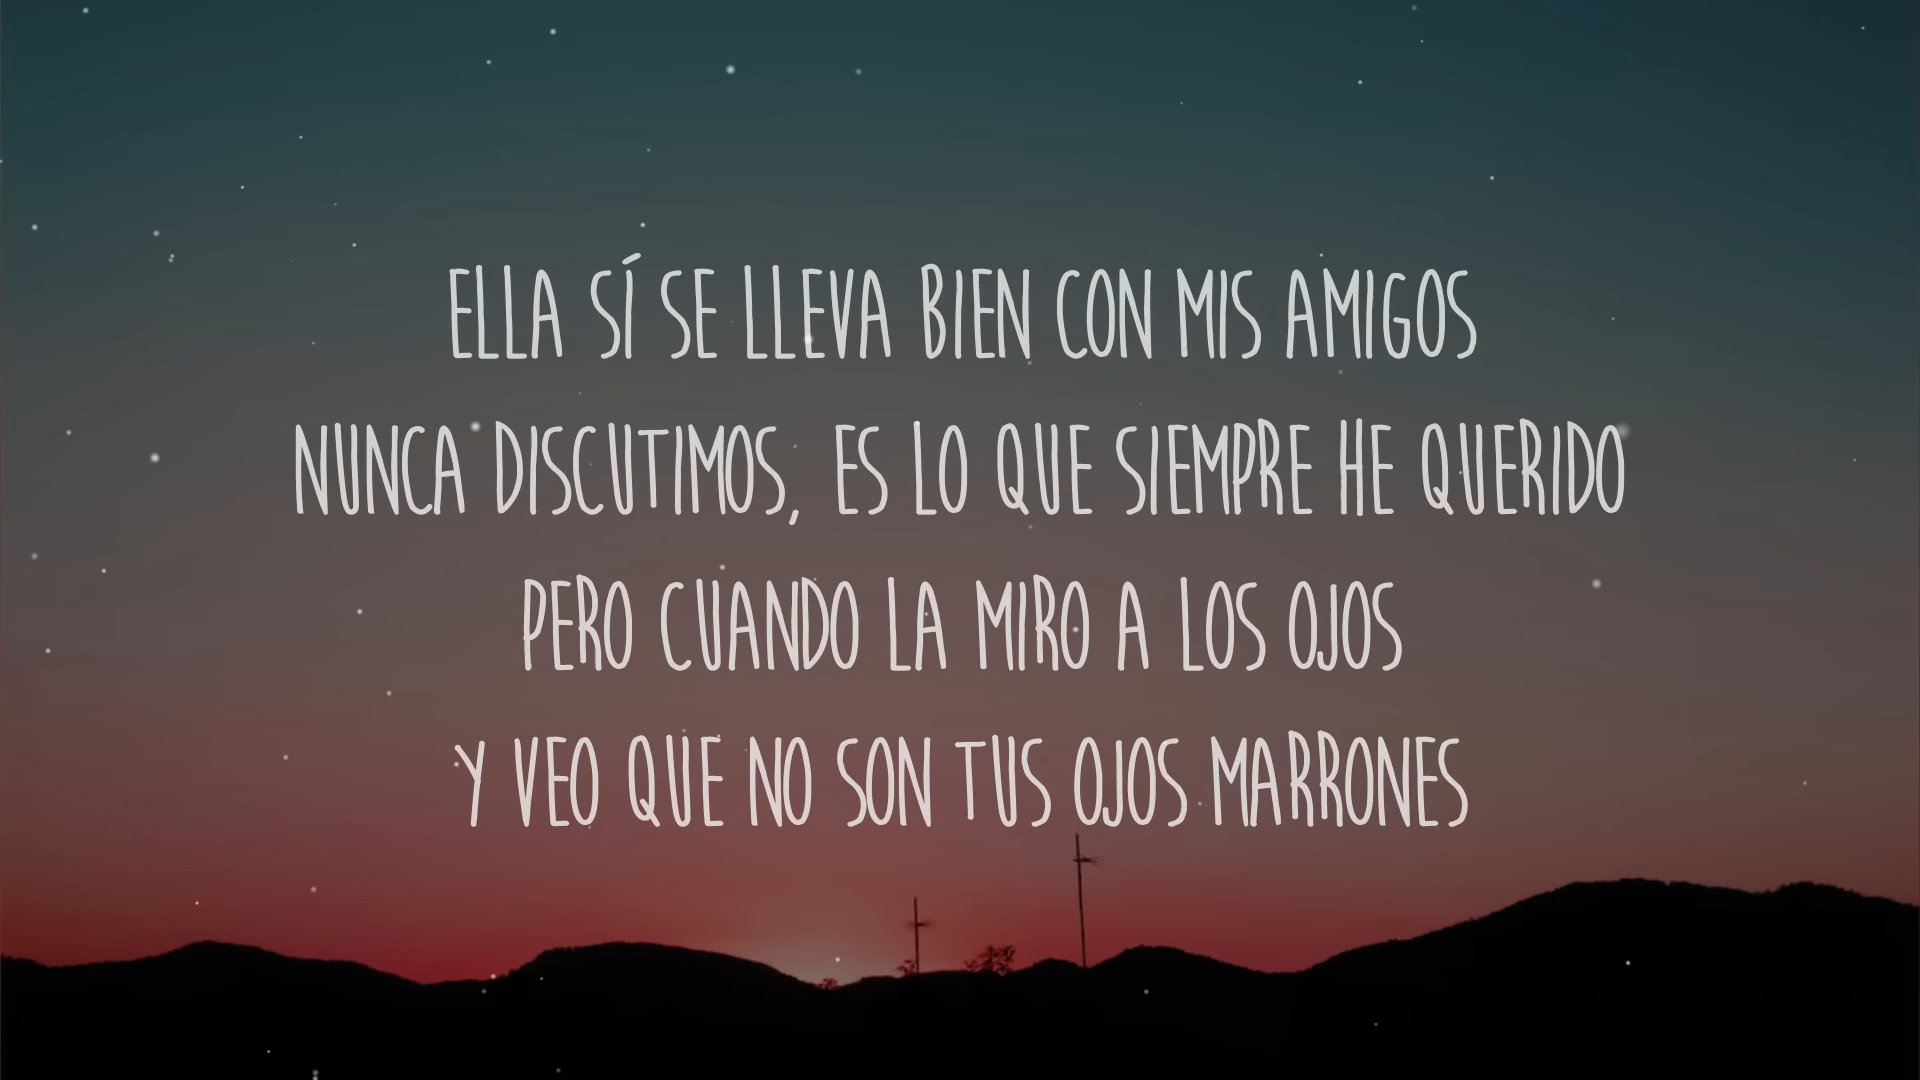 ELLA SÍ SE LLEVA BIEN CON MIS AMIGOS
NUNCA DISCUTIMOS, ES LO QUE SIEMPRE HE QUERIDO
PERO CUANDO LA MIRO A LOS OJOS
Y VEO QUE NO SON TUS OJOS MARRONES